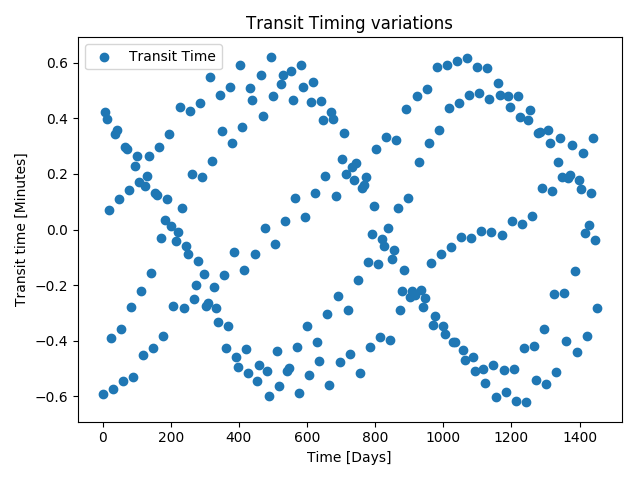 Transit Timing variations
Transit Time
Transit time [Minutes]
0.6
0.4
0.2
0.0
−0.2
−0.4
−0.6
0 200 400 600 800 1000 1200 1400
Time [Days]